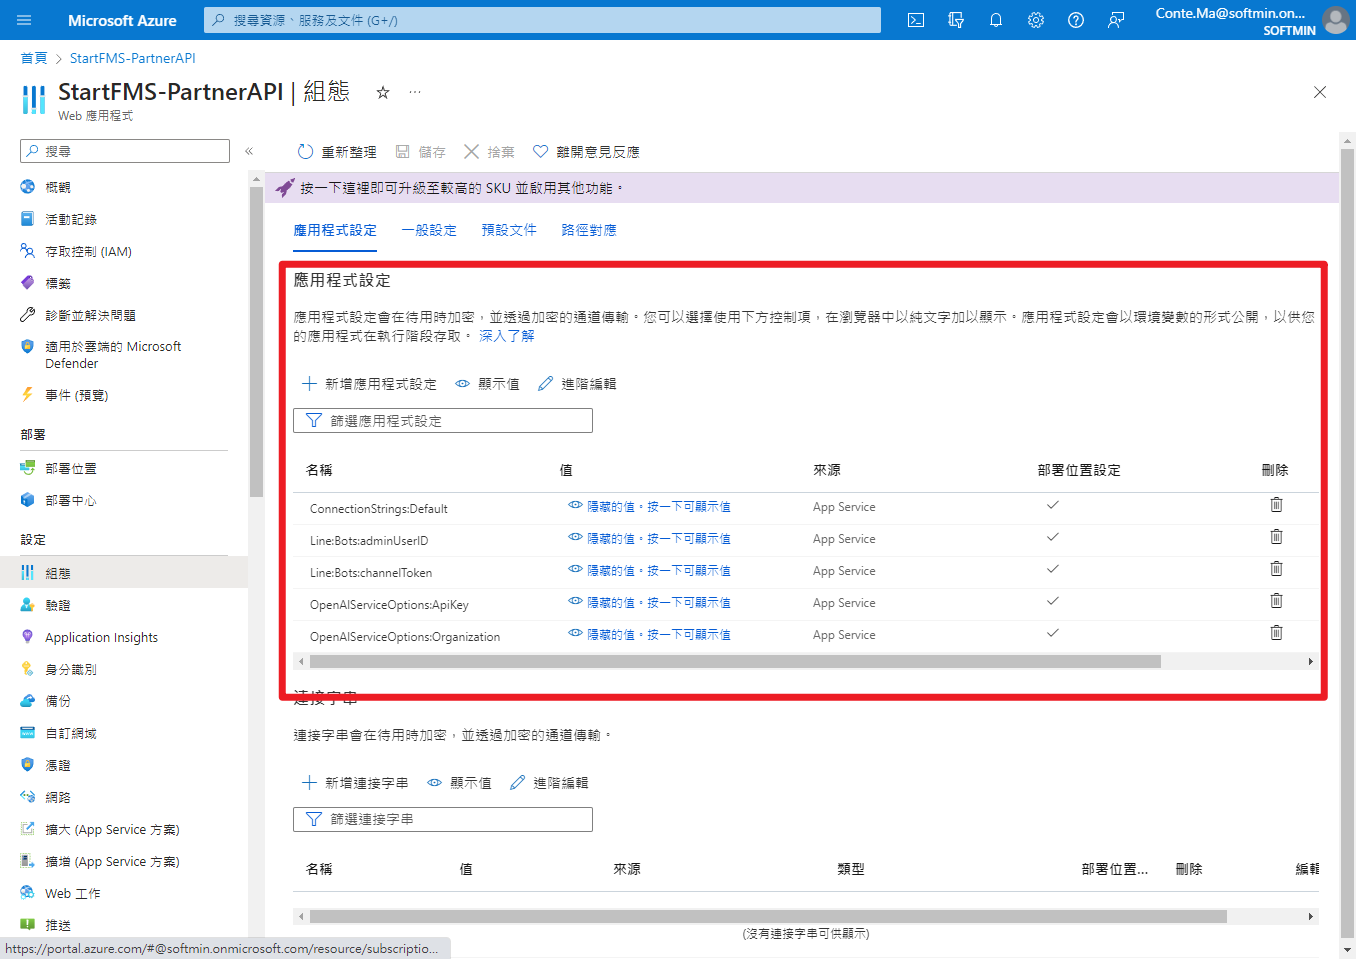 Microsoft Azure
搜尋資源、服務及文件 (G+/)
Conte.Ma@softmin.on...
SOFTMIN
首頁 > StartFMS-PartnerAPI
StartFMS-PartnerAPI | 組態
Web 應用程式
搜尋
«
概觀
活動記錄
存取控制 (IAM)
標籤
診斷並解決問題
適用於雲端的 Microsoft
Defender
事件 (預覽)
部署
部署位置
部署中心
設定
組態
驗證
Application Insights
身分識別
備份
自訂網域
憑證
網路
擴大 (App Service 方案)
擴增 (App Service 方案)
Web 工作
推送
https://portal.azure.com/#@softmin.onmicrosoft.com/resource/subscriptio...
重新整理 儲存 捨棄 離開意見反應
按一下這裡即可升級至較高的 SKU 並啟用其他功能。
應用程式設定 一般設定 預設文件 路徑對應
應用程式設定
應用程式設定會在待用時加密，並透過加密的通道傳輸。您可以選擇使用下方控制項，在瀏覽器中以純文字加以顯示。應用程式設定會以環境變數的形式公開，以供您
的應用程式在執行階段存取。 深入了解
新增應用程式設定 顯示值 進階編輯
篩選應用程式設定
名稱 值 來源 部署位置設定 刪除
ConnectionStrings:Default 隱藏的值。按一下可顯示值 App Service
Line:Bots:adminUserID 隱藏的值。按一下可顯示值 App Service
Line:Bots:channelToken 隱藏的值。按一下可顯示值 App Service
OpenAIServiceOptions:ApiKey 隱藏的值。按一下可顯示值 App Service
OpenAIServiceOptions:Organization 隱藏的值。按一下可顯示值 App Service
連接字串
連接字串會在待用時加密，並透過加密的通道傳輸。
新增連接字串 顯示值 進階編輯
篩選連接字串
名稱 值 來源 類型 部署位置... 刪除 編輯
(沒有連接字串可供顯示)